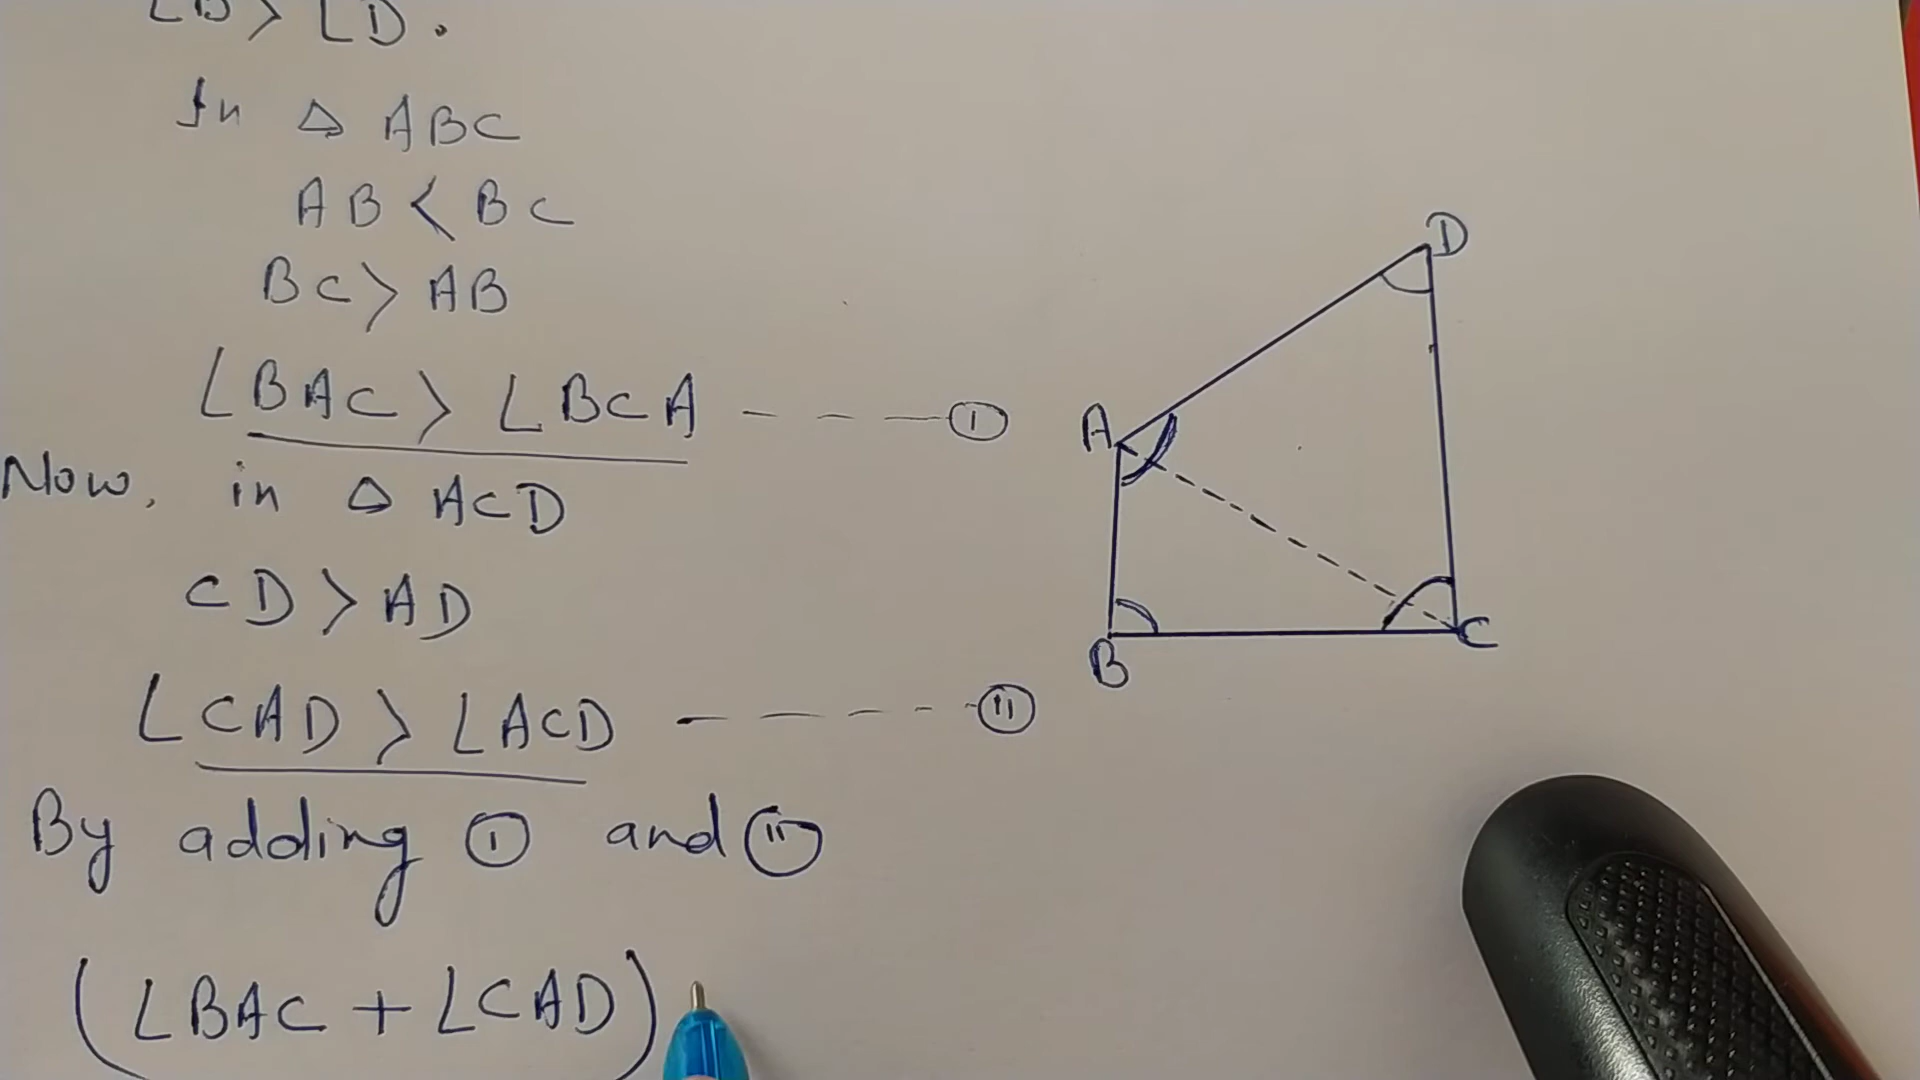 ∠B > ∠D.
In △ ABC
AB < BC
BC > AB
∠BAC > ∠BCA - - - - (I)
Now, in △ ACD
CD > AD
∠CAD > ∠ACD - - - - - (II)
By adding (I) and (II)
(∠BAC + ∠CAD)
D
A
B
C